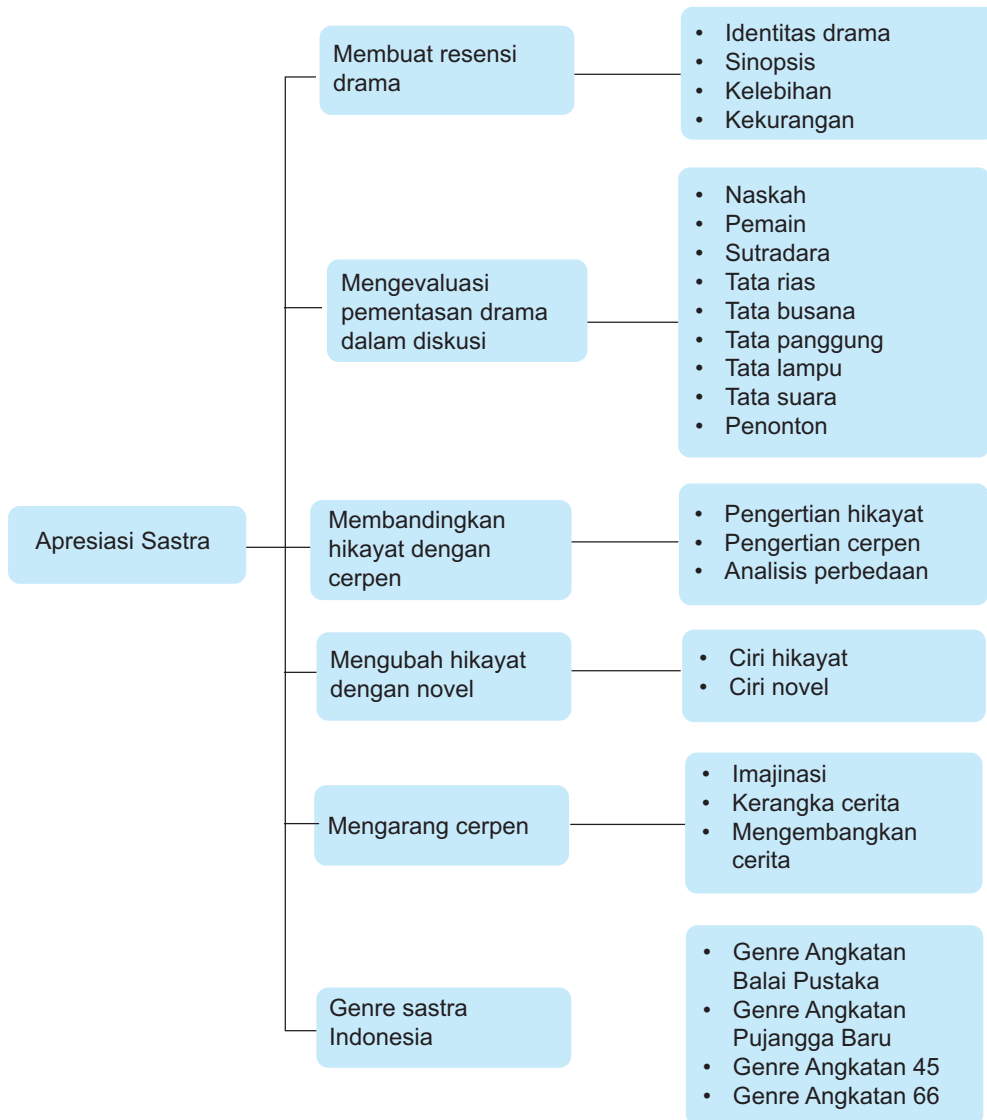 Apresiasi Sastra
Membuat resensi
drama
• Identitas drama
• Sinopsis
• Kelebihan
• Kekurangan
Mengevaluasi
pementasan drama
dalam diskusi
• Naskah
• Pemain
• Sutradara
• Tata rias
• Tata busana
• Tata panggung
• Tata lampu
• Tata suara
• Penonton
Membandingkan
hikayat dengan
cerpen
• Pengertian hikayat
• Pengertian cerpen
• Analisis perbedaan
Mengubah hikayat
dengan novel
• Ciri hikayat
• Ciri novel
Mengarang cerpen
• Imajinasi
• Kerangka cerita
• Mengembangkan
cerita
Genre sastra
Indonesia
• Genre Angkatan
Balai Pustaka
• Genre Angkatan
Pujangga Baru
• Genre Angkatan 45
• Genre Angkatan 66